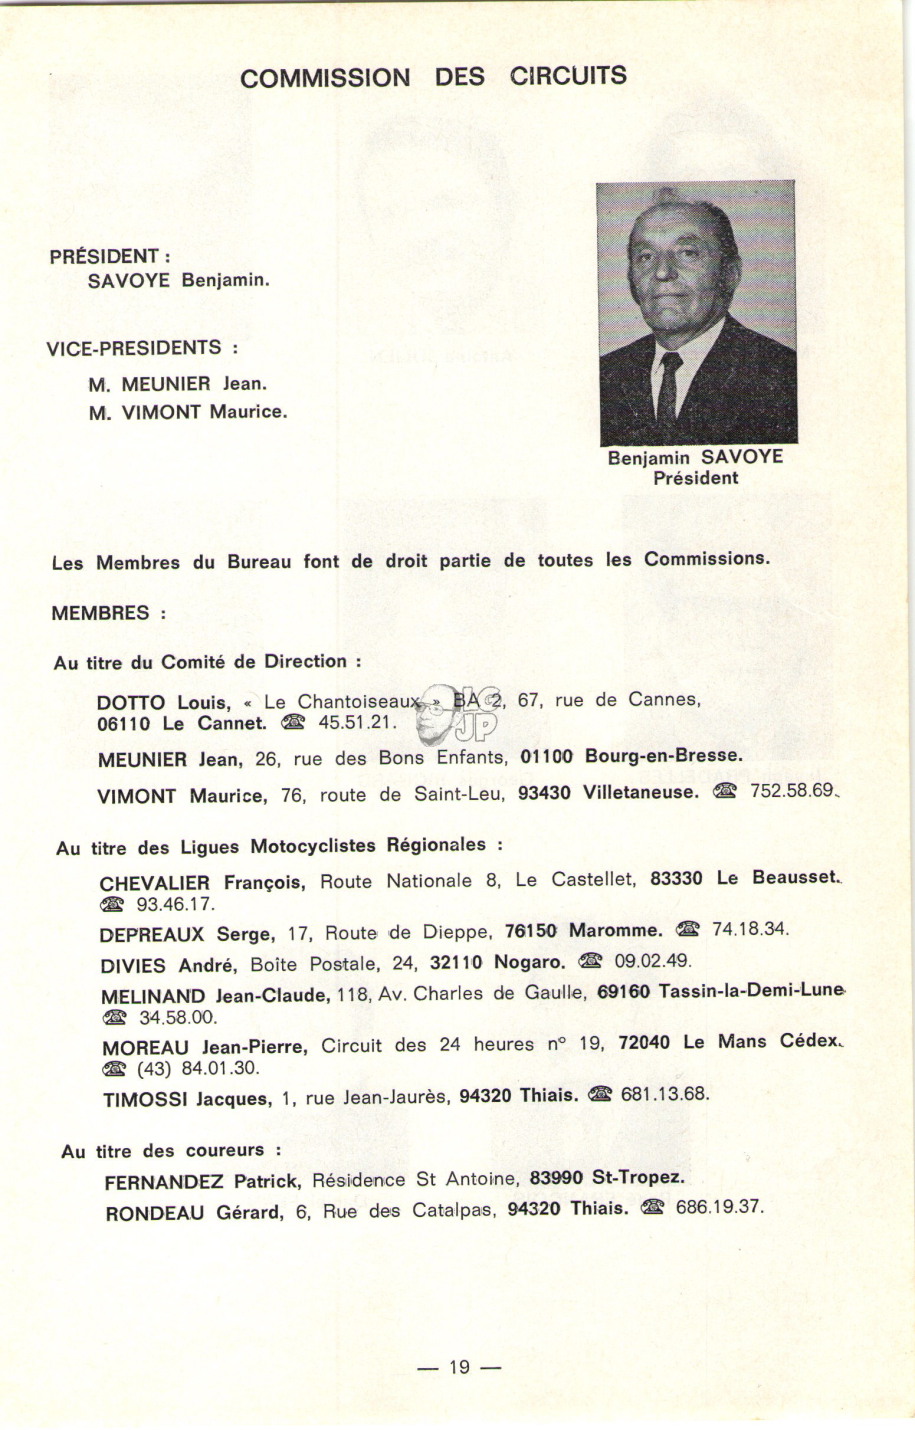 COMMISSION DES CIRCUITS
PRÉSIDENT :
SAVOYE Benjamin.
VICE-PRESIDENTS :
M. MEUNIER Jean.
M. VIMONT Maurice.
Benjamin SAVOYE
Président
Les Membres du Bureau font de droit partie de toutes les Commissions.
MEMBRES :
Au titre du Comité de Direction :
DOTTO Louis, « Le Chantoiseaux » BA 2, 67, rue de Cannes,
06110 Le Cannet. ☎ 45.51.21.
LG
JP
MEUNIER Jean, 26, rue des Bons Enfants, 01100 Bourg-en-Bresse.
VIMONT Maurice, 76, route de Saint-Leu, 93430 Villetaneuse. ☎ 752.58.69.
Au titre des Ligues Motocyclistes Régionales :
CHEVALIER François, Route Nationale 8, Le Castellet, 83330 Le Beausset.
☎ 93.46.17.
DEPREAUX Serge, 17, Route de Dieppe, 76150 Maromme. ☎ 74.18.34.
DIVIES André, Boîte Postale, 24, 32110 Nogaro. ☎ 09.02.49.
MELINAND Jean-Claude, 118, Av. Charles de Gaulle, 69160 Tassin-la-Demi-Lune
☎ 34.58.00.
MOREAU Jean-Pierre, Circuit des 24 heures n° 19, 72040 Le Mans Cédex.
☎ (43) 84.01.30.
TIMOSSI Jacques, 1, rue Jean-Jaurès, 94320 Thiais. ☎ 681.13.68.
Au titre des coureurs :
FERNANDEZ Patrick, Résidence St Antoine, 83990 St-Tropez.
RONDEAU Gérard, 6, Rue des Catalpas, 94320 Thiais. ☎ 686.19.37.
— 19 —